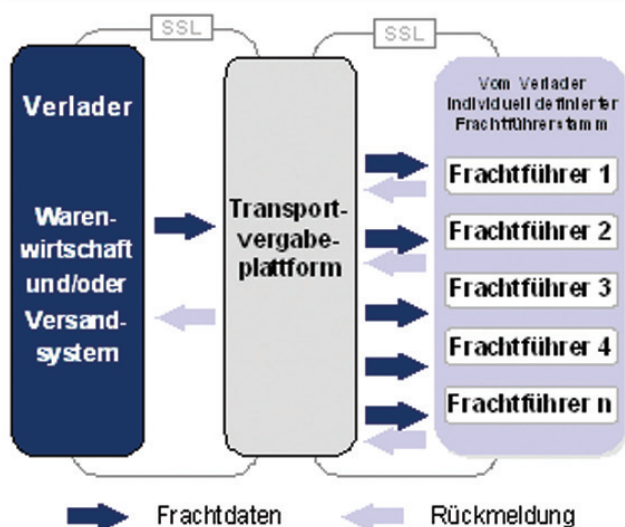 SSL
SSL
Verlader
Waren-
wirtschaft
und/oder
Versand-
system
Transport-
vergabe-
plattform
Vom Verlader
individuell definierter
Frachtführerstamm
Frachtführer 1
Frachtführer 2
Frachtführer 3
Frachtführer 4
Frachtführer n
Frachtdaten
Rückmeldung